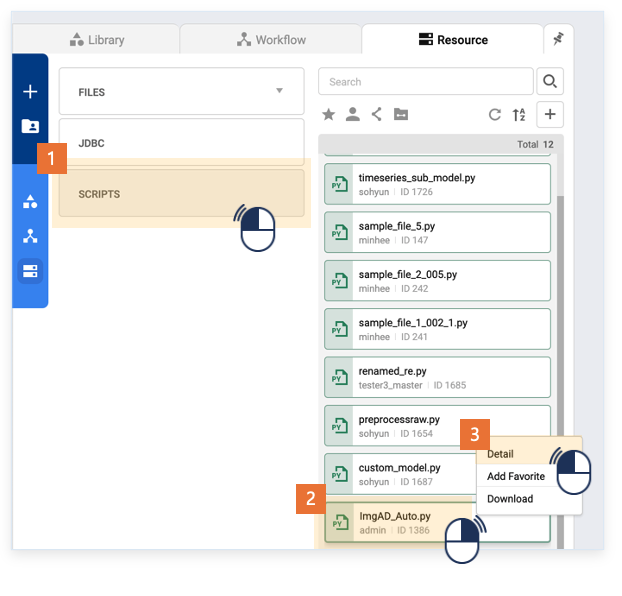 Library
Workflow
Resource
FILES
JDBC
1
SCRIPTS
Search
Total 12
PY
timeseries_sub_model.py
sohyun | ID 1726
PY
sample_file_5.py
minhee | ID 147
PY
sample_file_2_005.py
minhee | ID 242
PY
sample_file_1_002_1.py
minhee | ID 241
PY
renamed_re.py
tester3_master | ID 1685
PY
preprocessraw.py
sohyun | ID 1654
PY
custom_model.py
sohyun | ID 1687
2
PY
ImgAD_Auto.py
admin | ID 1386
3
Detail
Add Favorite
Download